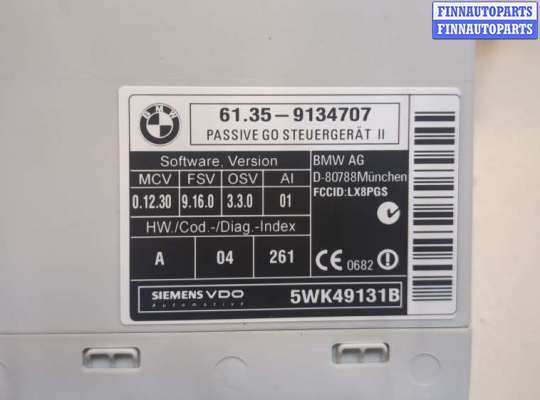 FINNAUTOPARTS
FINNAUTOPARTS
BMW
61.35–9134707
PASSIVE GO STEUERGERÄT II
Software, Version
MCV FSV OSV AI
0.12.30 9.16.0 3.3.0 01
HW./Cod.-/Diag.-Index
A 04 261
BMW AG
D-80788München
FCCID:LX8PGS
CE 0682
SIEMENS VDO
Automotive
5WK49131B